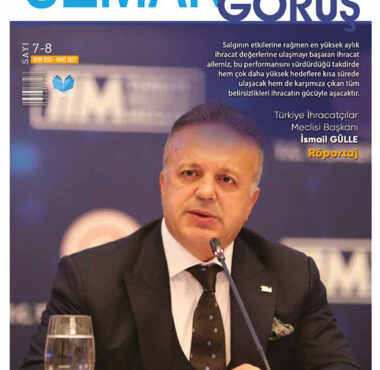 UZMAN
GÖRÜŞ
SAYI 7-8
Salgının etkilerine rağmen en yüksek aylık
ihracat değerlerine ulaşmayı başaran ihracat
ailemiz, bu performansını sürdürdüğü takdirde
hem çok daha yüksek hedeflere kısa sürede
ulaşacak hem de karşımıza çıkan tüm
belirsizlikleri ihracatın gücüyle aşacaktır.
Türkiye İhracatçılar
Meclisi Başkanı
İsmail GÜLLE
Röportaj